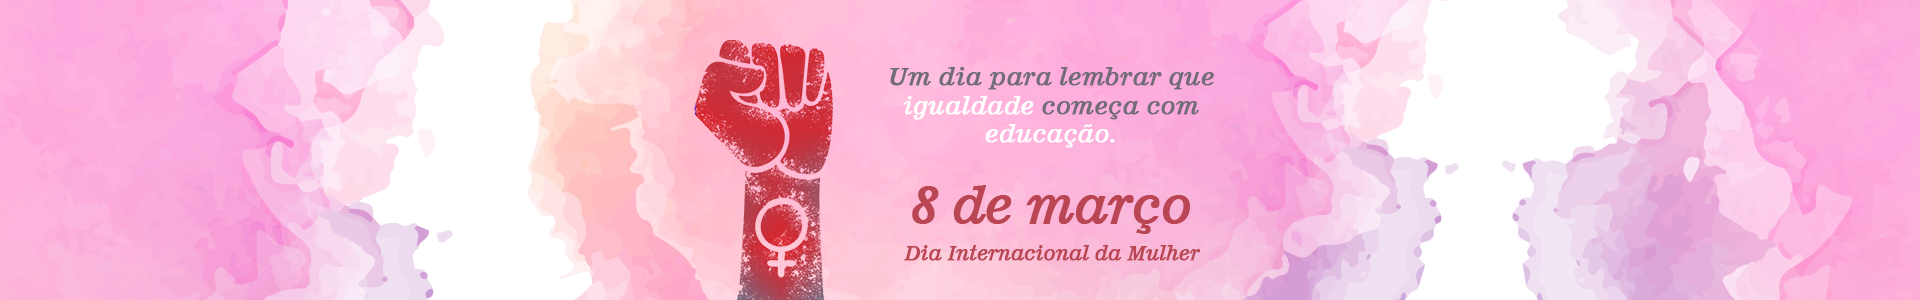 Um dia para lembrar que
igualdade começa com
educação.
8 de março
Dia Internacional da Mulher